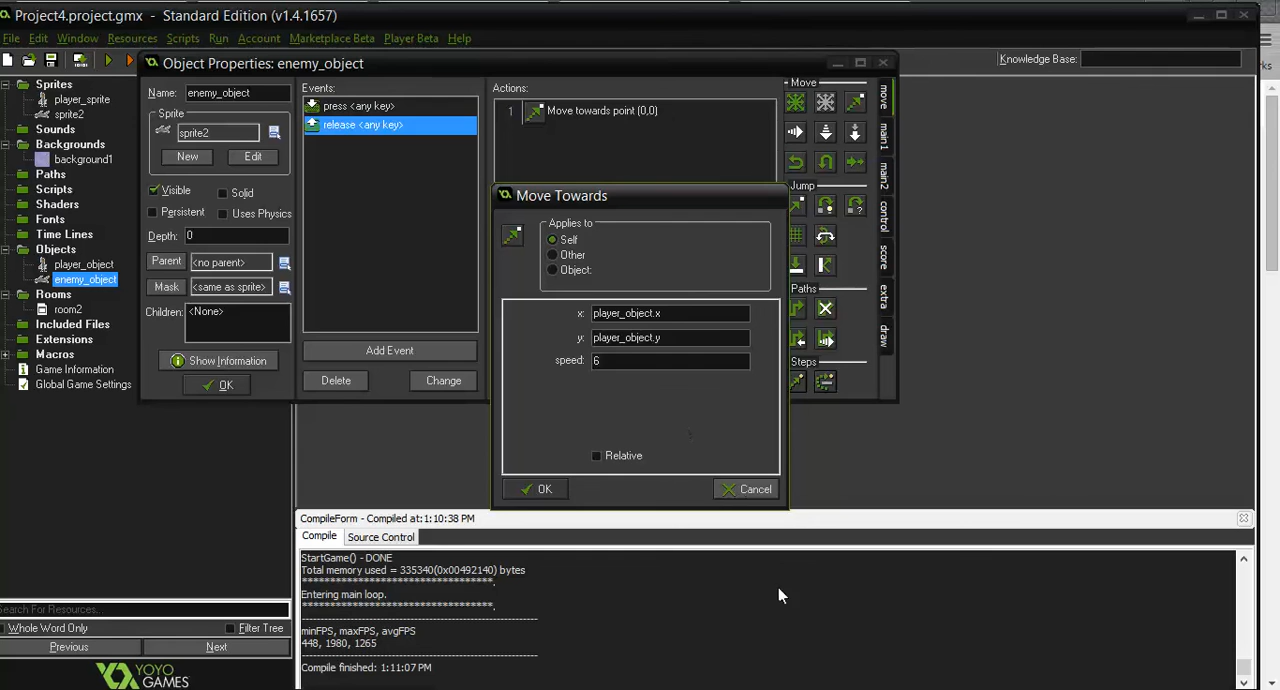 Project4.project.gmx - Standard Edition (v1.4.1657)
File Edit Window Resources Scripts Run Account Marketplace Beta Player Beta Help
Knowledge Base:
Sprites
player_sprite
sprite2
Sounds
Backgrounds
background1
Paths
Scripts
Shaders
Fonts
Time Lines
Objects
player_object
enemy_object
Rooms
room2
Included Files
Extensions
Macros
Game Information
Global Game Settings
Search For Resources...
Whole Word Only Filter Tree
Previous Next
YOYO
GAMES
Object Properties: enemy_object
Name: enemy_object
Sprite
sprite2
New Edit
Visible Solid
Persistent Uses Physics
Depth: 0
Parent <no parent>
Mask <same as sprite>
Children: <None>
Show Information
OK
Events:
press <any key>
release <any key>
Add Event
Delete Change
Actions:
1 Move towards point (0,0)
Move
Jump
Paths
Steps
move
main1
main2
control
score
extra
draw
Move Towards
Applies to
Self
Other
Object:
x: player_object.x
y: player_object.y
speed: 6
Relative
OK Cancel
CompileForm - Compiled at:1:10:38 PM
Compile Source Control
StartGame() - DONE
Total memory used = 335340(0x00492140) bytes
Entering main loop.
minFPS, maxFPS, avgFPS
448, 1980, 1265
Compile finished: 1:11:07 PM